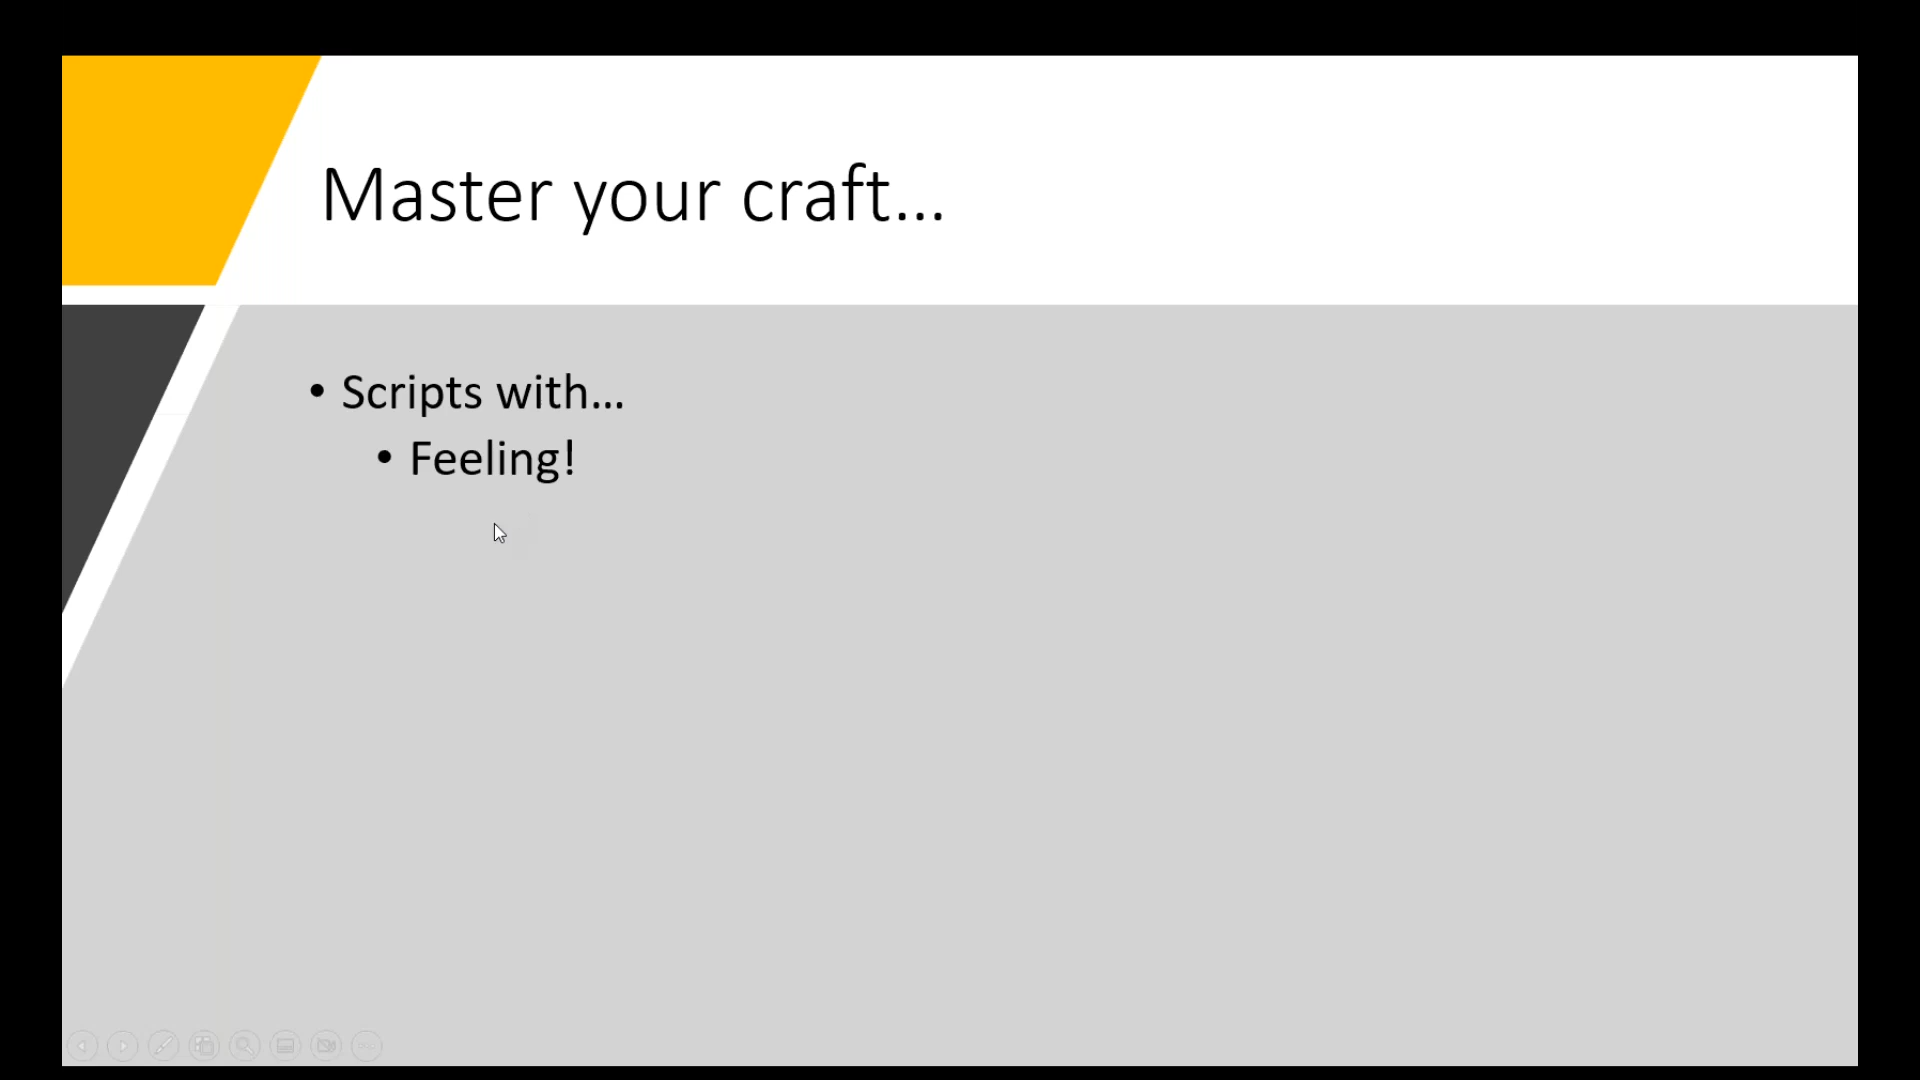 Master your craft...
• Scripts with...
• Feeling!